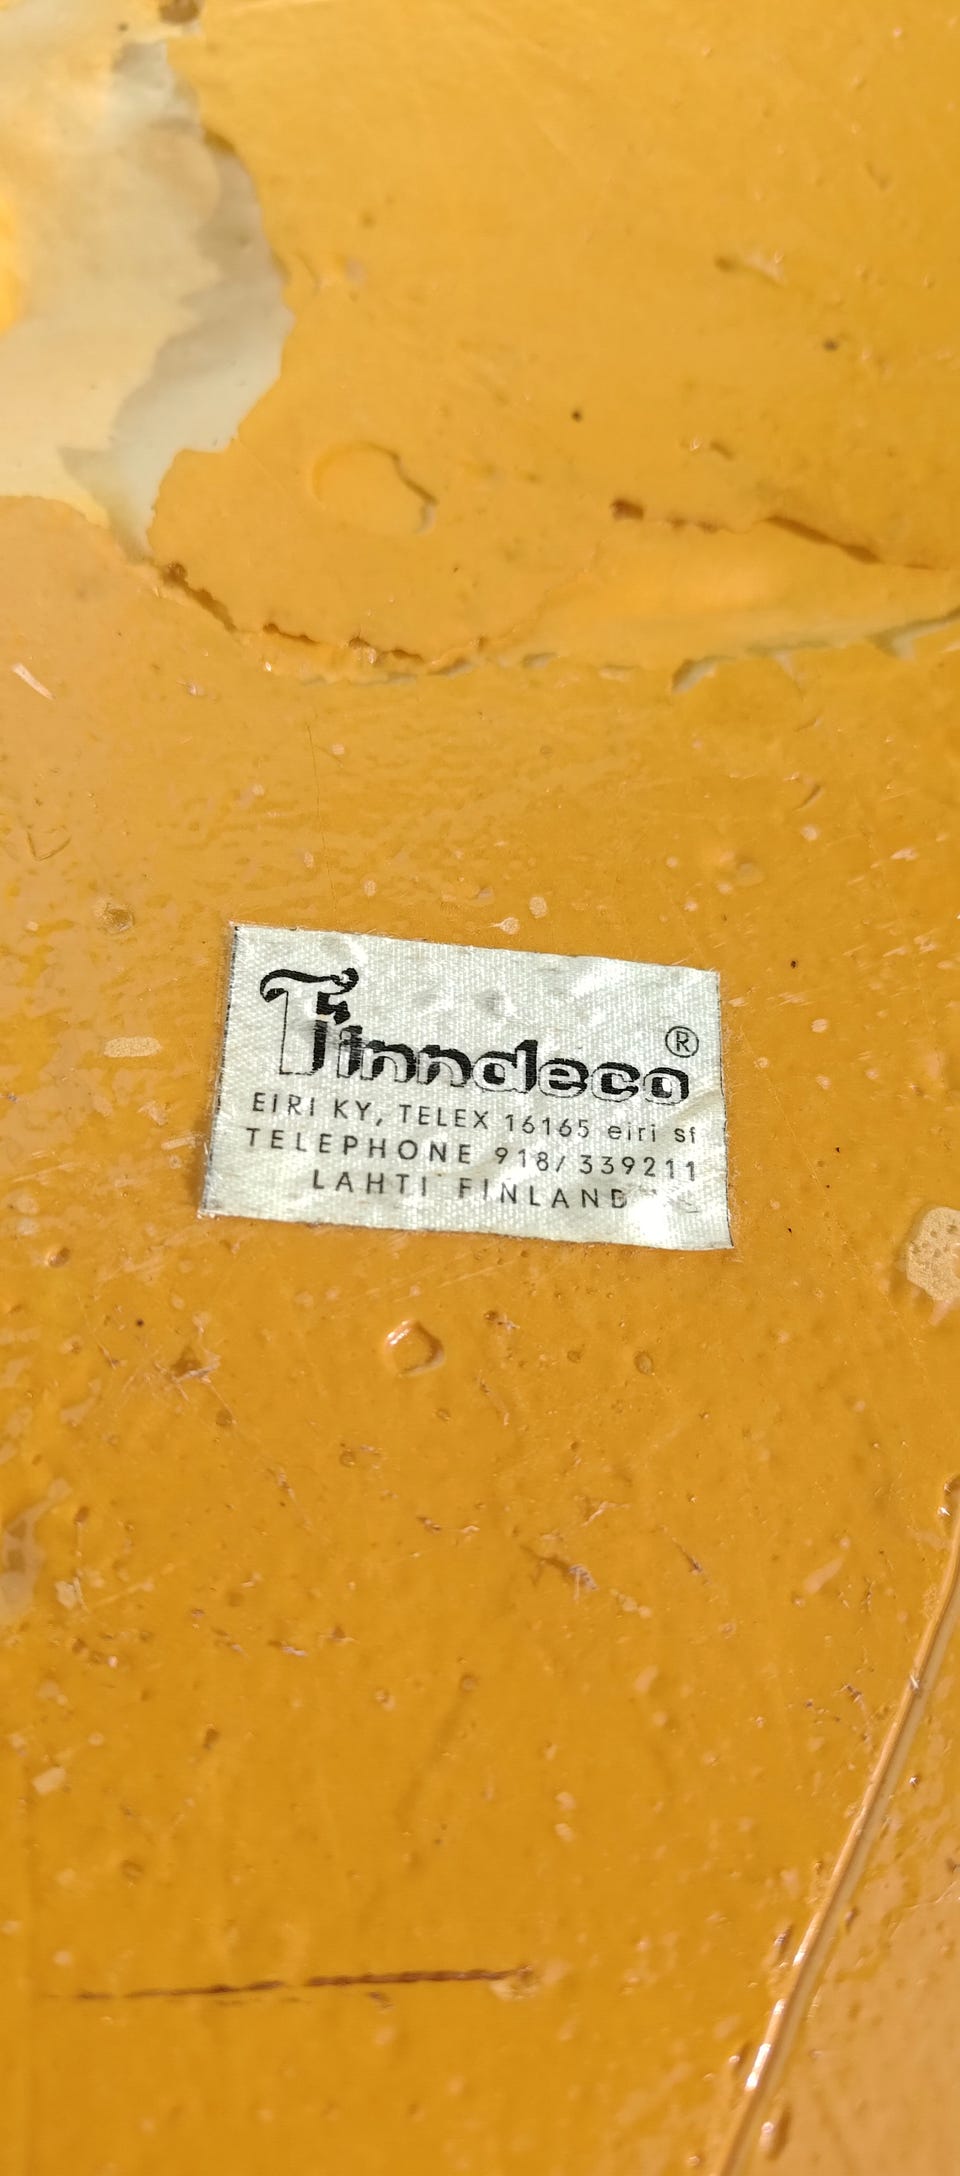 Finndeco ®
EIRI KY, TELEX 16165 eiri sf
TELEPHONE 918/339211
LAHTI FINLAND